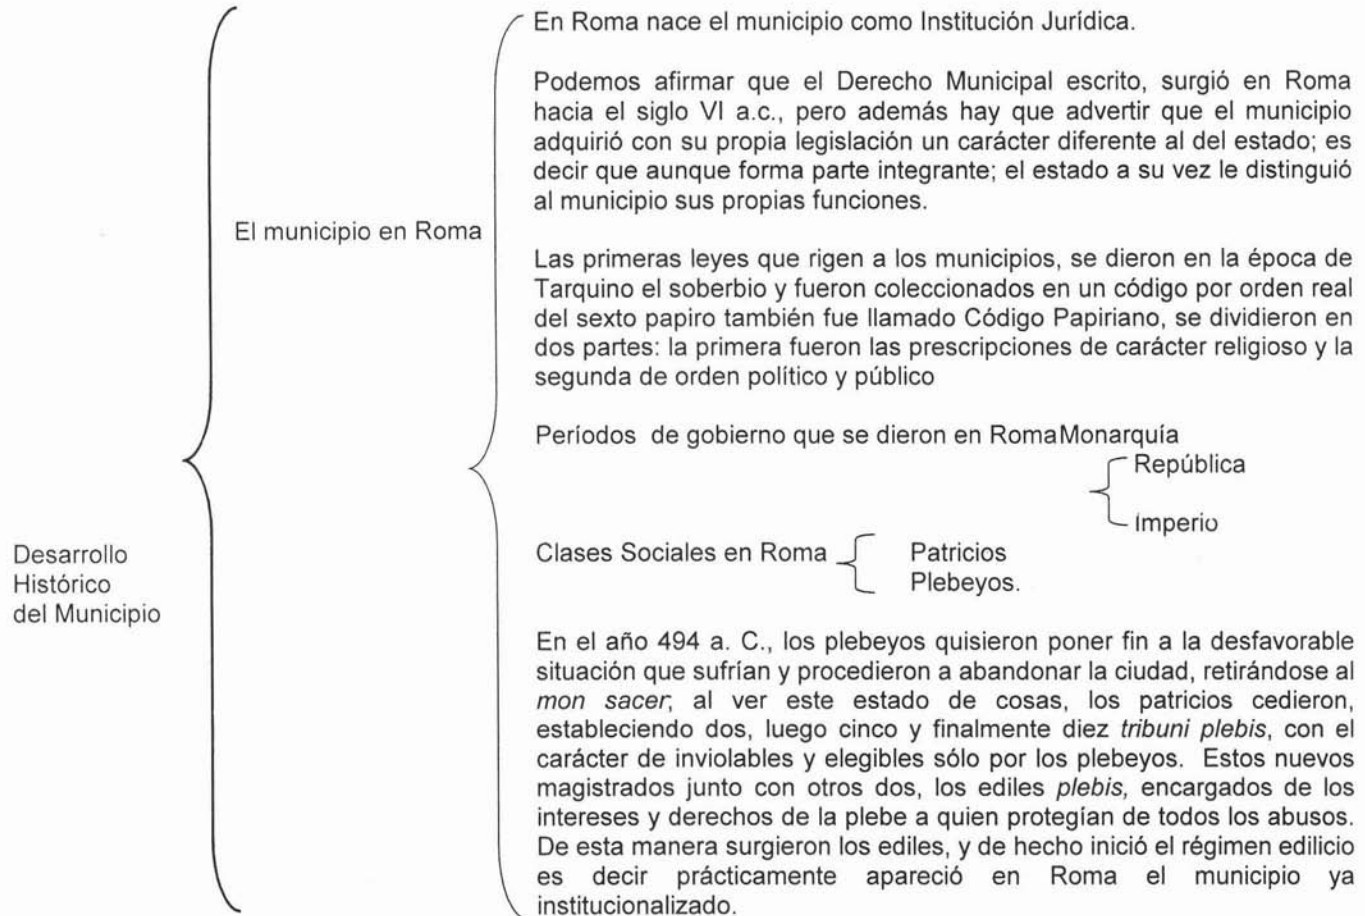 En Roma nace el municipio como Institución Jurídica.
Podemos afirmar que el Derecho Municipal escrito, surgió en Roma
hacia el siglo VI a.c., pero además hay que advertir que el municipio
adquirió con su propia legislación un carácter diferente al del estado; es
decir que aunque forma parte integrante; el estado a su vez le distinguió
al municipio sus propias funciones.
El municipio en Roma
Las primeras leyes que rigen a los municipios, se dieron en la época de
Tarquino el soberbio y fueron coleccionados en un código por orden real
del sexto papiro también fue llamado Código Papiriano, se dividieron en
dos partes: la primera fueron las prescripciones de carácter religioso y la
segunda de orden político y público
Períodos de gobierno que se dieron en RomaMonarquía
República
Imperio
Clases Sociales en Roma
Patricios
Plebeyos.
Desarrollo
Histórico
del Municipio
En el año 494 a. C., los plebeyos quisieron poner fin a la desfavorable
situación que sufrían y procedieron a abandonar la ciudad, retirándose al
mon sacer; al ver este estado de cosas, los patricios cedieron,
estableciendo dos, luego cinco y finalmente diez tribuni plebis, con el
carácter de inviolables y elegibles sólo por los plebeyos. Estos nuevos
magistrados junto con otros dos, los ediles plebis, encargados de los
intereses y derechos de la plebe a quien protegían de todos los abusos.
De esta manera surgieron los ediles, y de hecho inició el régimen edilicio
es decir prácticamente apareció en Roma el municipio ya
institucionalizado.